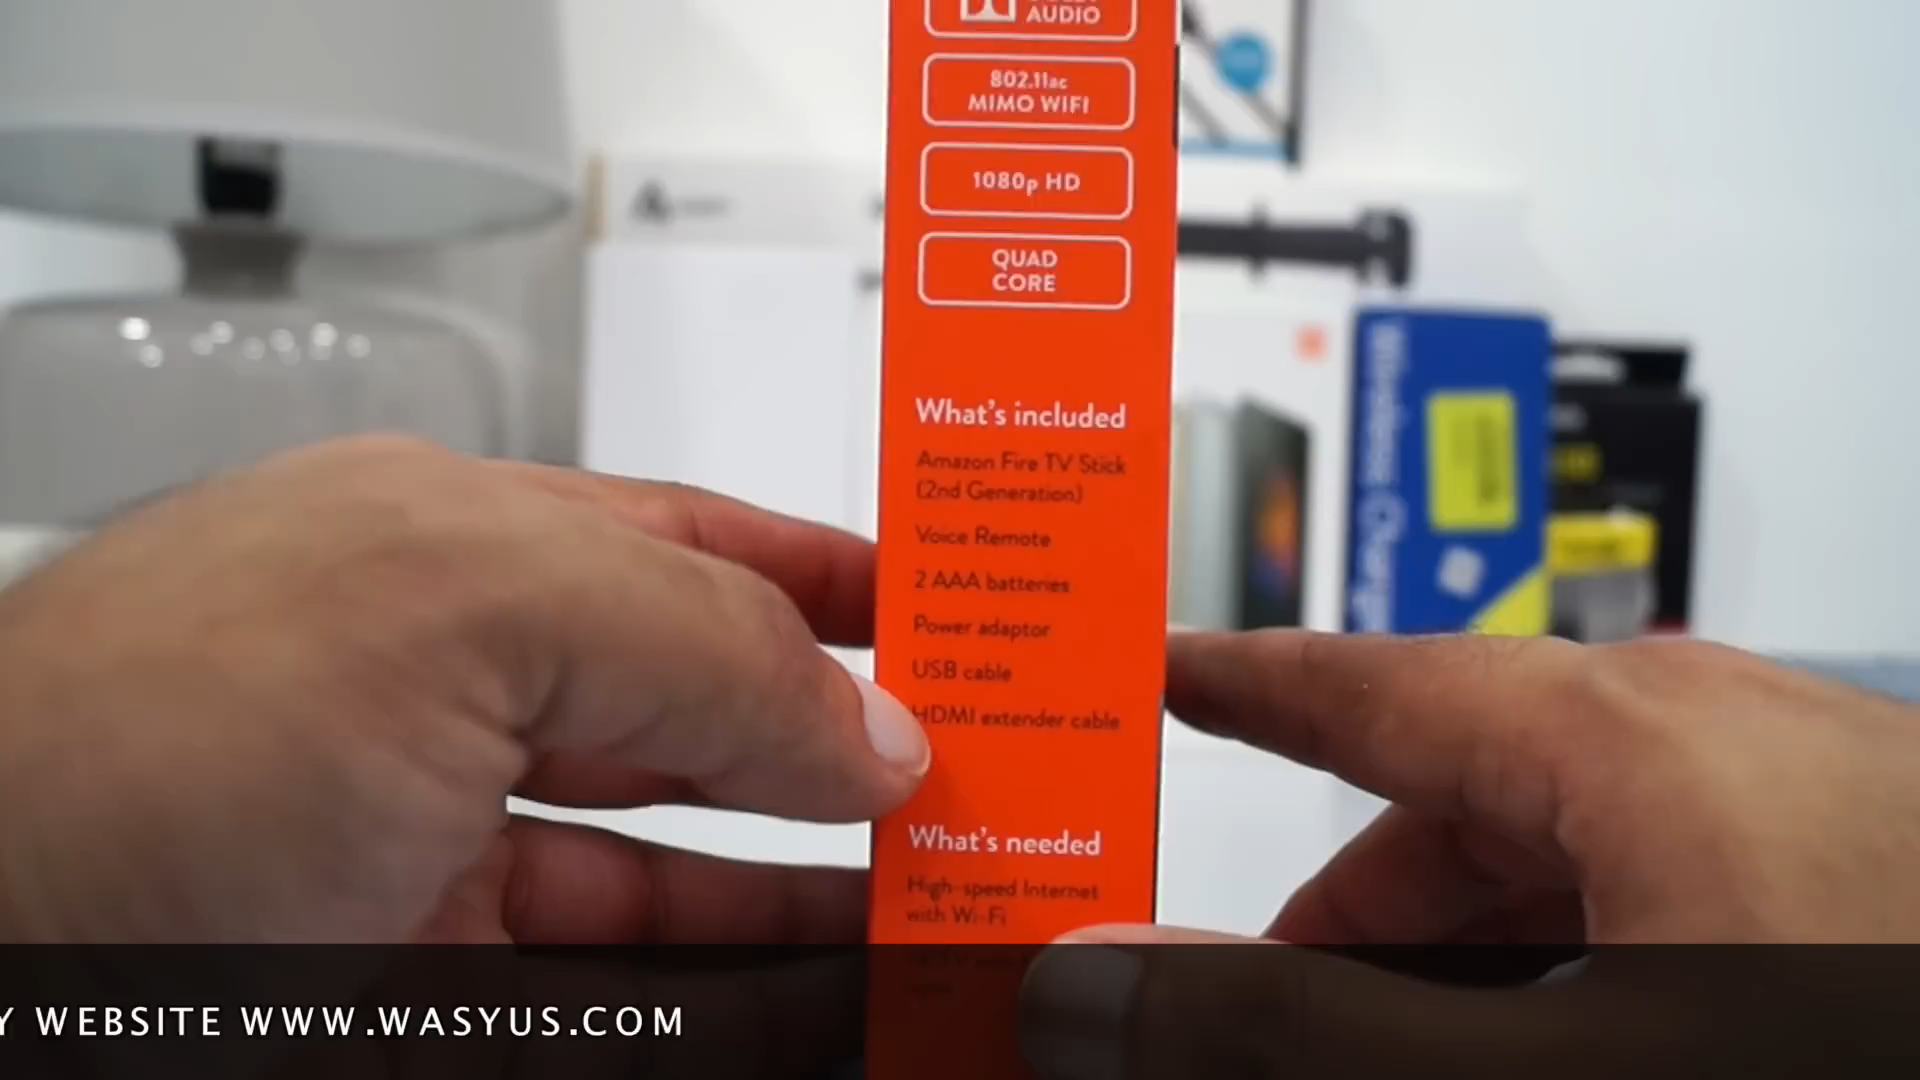 AUDIO
802.11ac
MIMO WIFI
1080p HD
QUAD
CORE
What's included
Amazon Fire TV Stick
(2nd Generation)
Voice Remote
2 AAA batteries
Power adaptor
USB cable
HDMI extender cable
What's needed
High-speed Internet
with Wi-Fi
Wireless Charger
Y WEBSITE WWW.WASYUS.COM